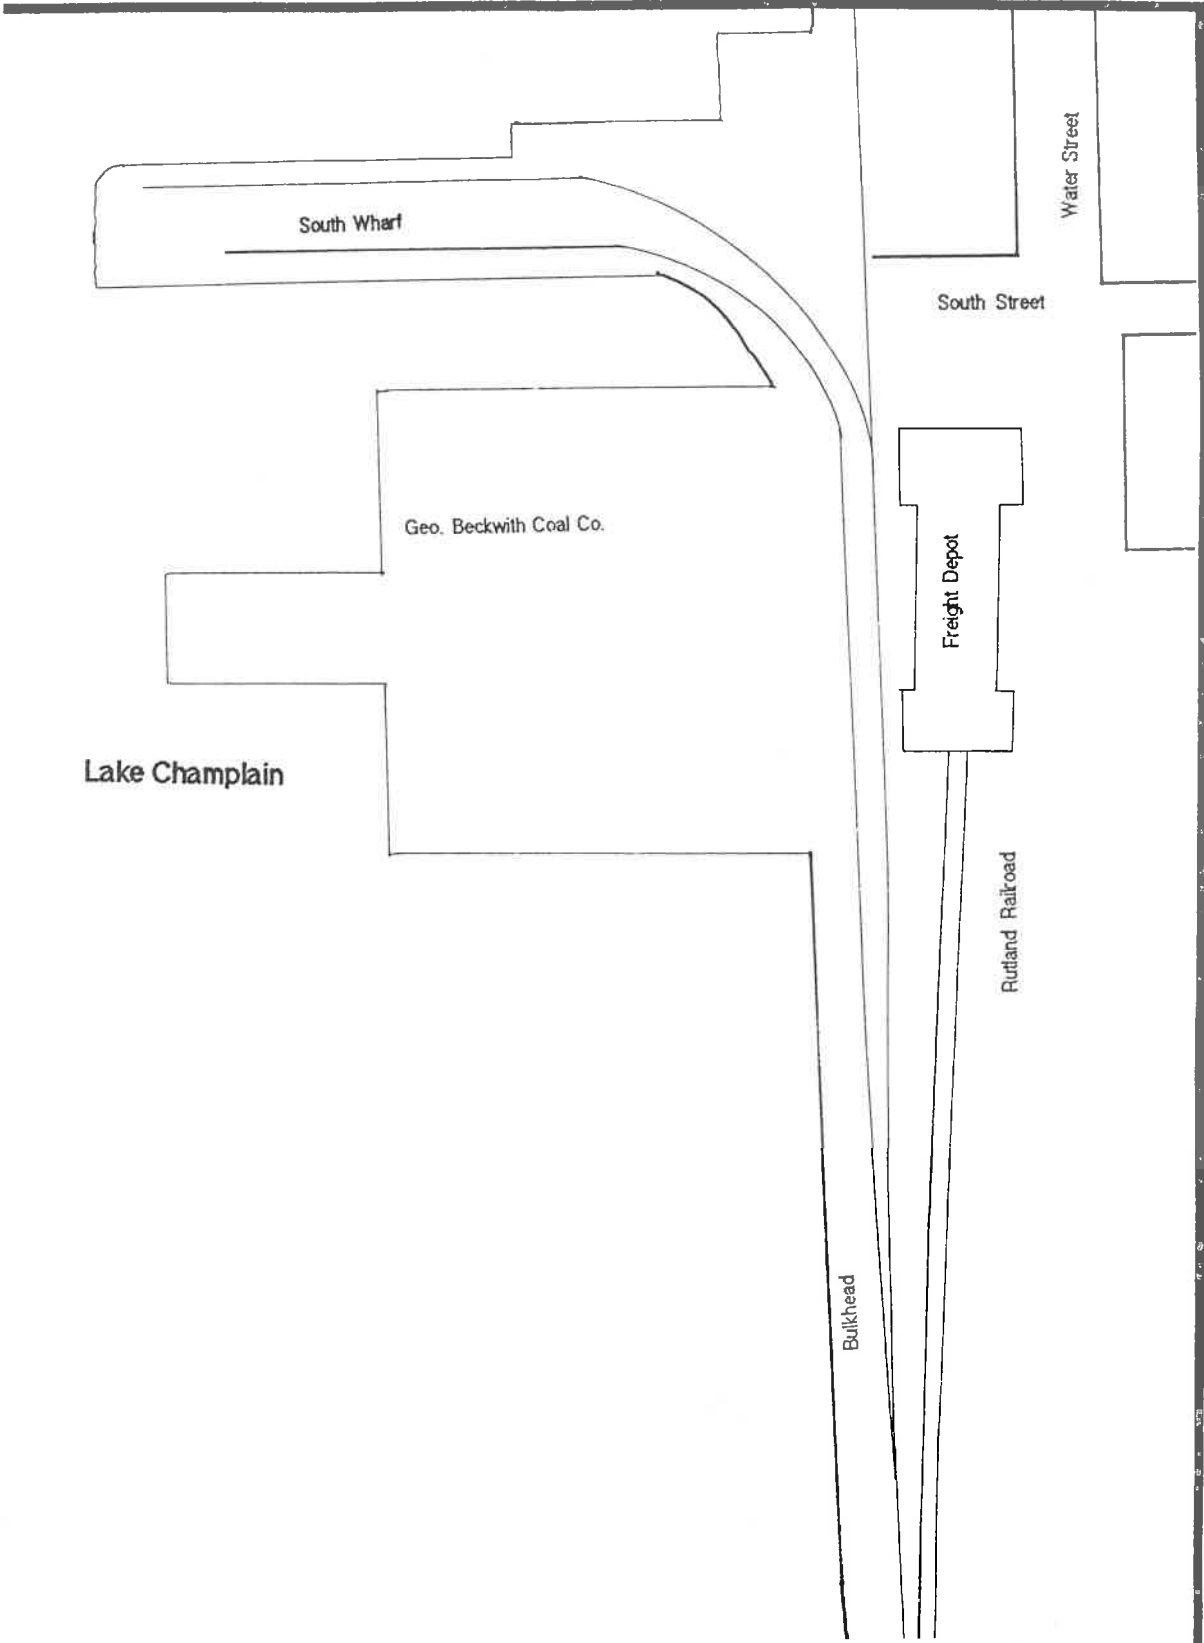 Water Street
South Wharf
South Street
Geo. Beckwith Coal Co.
Freight Depot
Lake Champlain
Rutland Railroad
Bulkhead